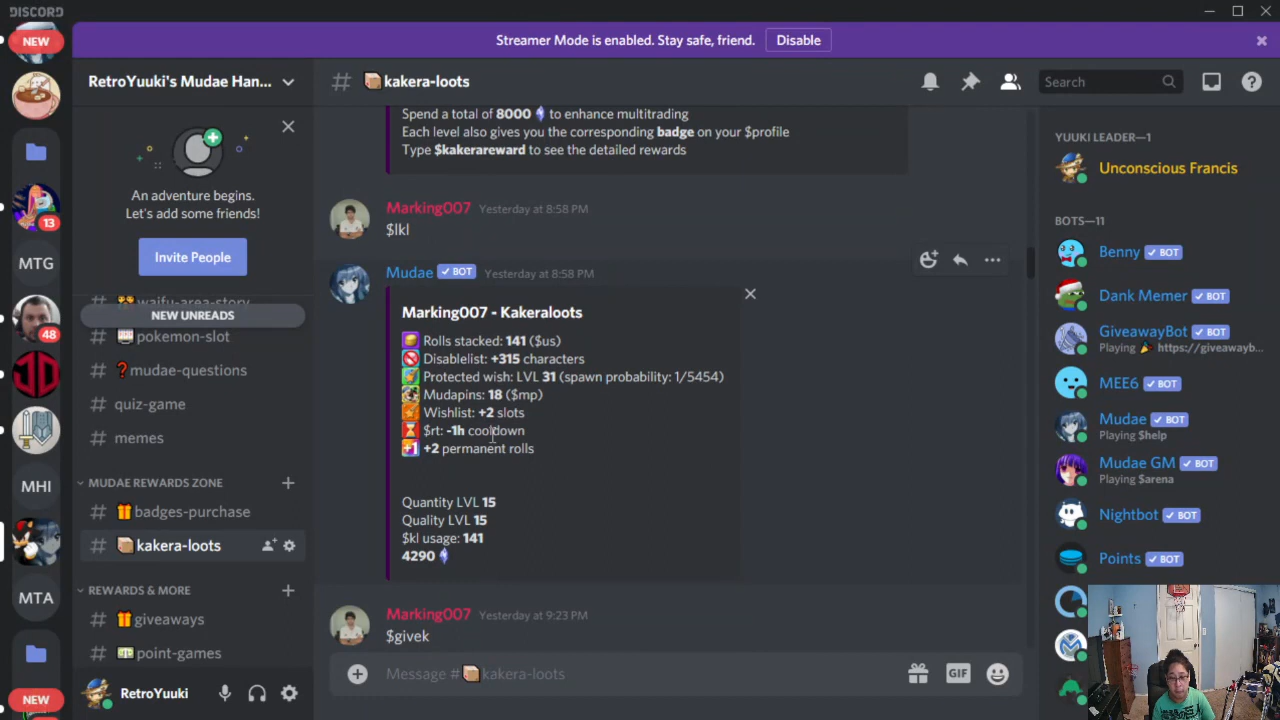 DISCORD
Streamer Mode is enabled. Stay safe, friend.
Disable
NEW
13
MTG
48
MHI
MTA
NEW
RetroYuuki's Mudae Han...
An adventure begins.
Let's add some friends!
Invite People
waifu-area-story
NEW UNREADS
pokemon-slot
mudae-questions
quiz-game
memes
MUDAE REWARDS ZONE
badges-purchase
kakera-loots
REWARDS & MORE
giveaways
point-games
RetroYuuki
kakera-loots
Search
Spend a total of 8000 to enhance multitrading
Each level also gives you the corresponding badge on your $profile
Type $kakerareward to see the detailed rewards
Marking007 Yesterday at 8:58 PM
$lkl
Mudae BOT Yesterday at 8:58 PM
Marking007 - Kakeraloots
Rolls stacked: 141 ($us)
Disablelist: +315 characters
Protected wish: LVL 31 (spawn probability: 1/5454)
Mudapins: 18 ($mp)
Wishlist: +2 slots
$rt: -1h cooldown
+1 +2 permanent rolls
Quantity LVL 15
Quality LVL 15
$kl usage: 141
4290
Marking007 Yesterday at 9:23 PM
$givek
Message # kakera-loots
GIF
YUUKI LEADER—1
Unconscious Francis
BOTS—11
Benny BOT
Dank Memer BOT
GiveawayBot BOT
Playing https://giveawayb...
MEE6 BOT
Mudae BOT
Playing $help
Mudae GM BOT
Playing $arena
Nightbot BOT
Points BOT